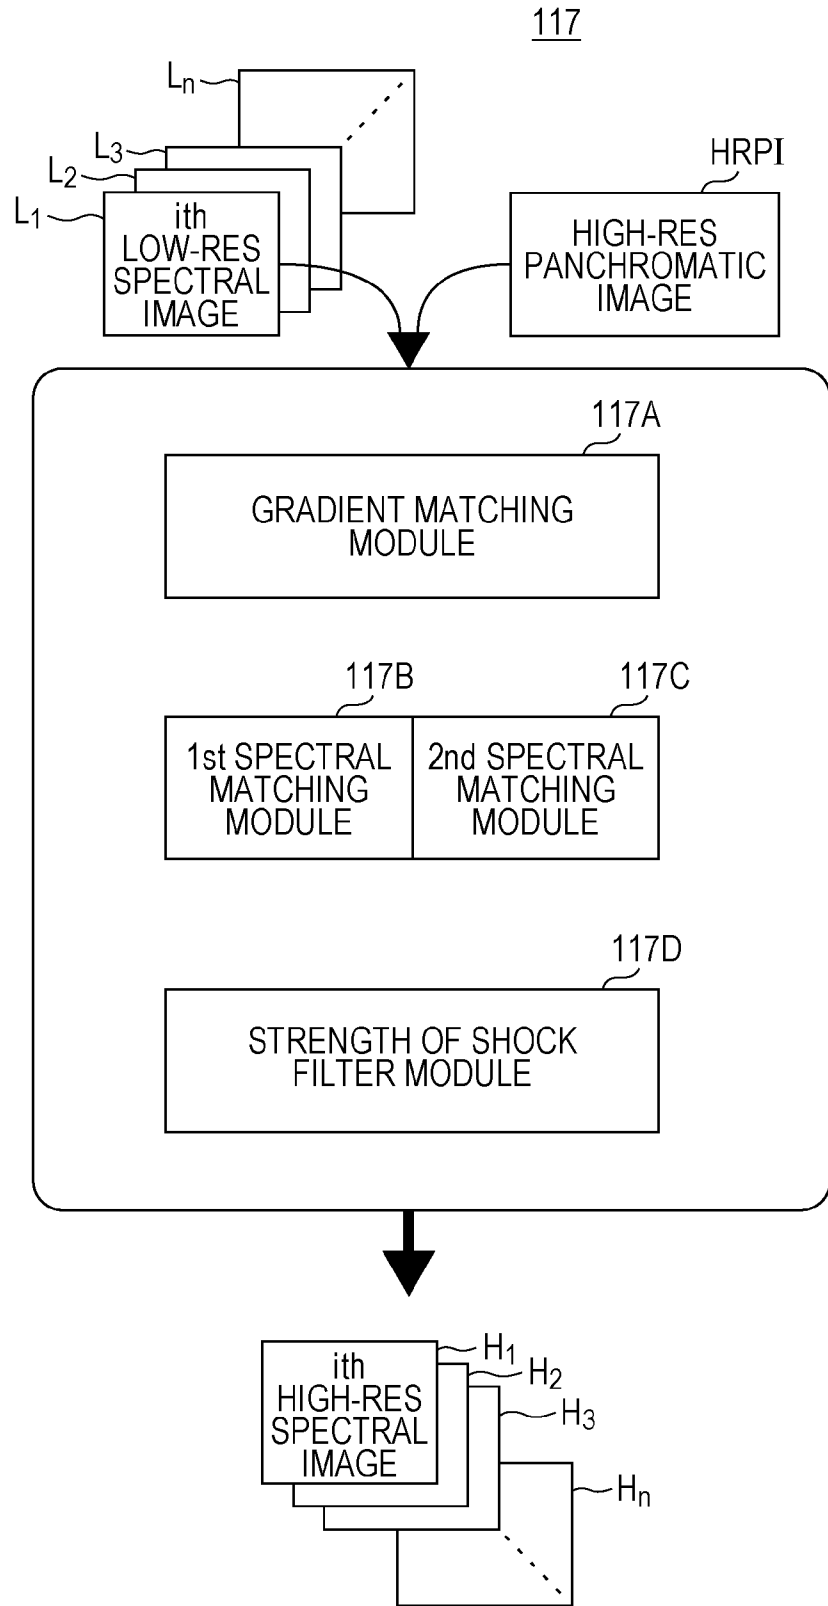 117
Ln
L3
L2
L1
ith
LOW-RES
SPECTRAL
IMAGE
HRPI
HIGH-RES
PANCHROMATIC
IMAGE
117A
GRADIENT MATCHING
MODULE
117B
1st SPECTRAL
MATCHING
MODULE
117C
2nd SPECTRAL
MATCHING
MODULE
117D
STRENGTH OF SHOCK
FILTER MODULE
ith
HIGH-RES
SPECTRAL
IMAGE
H1
H2
H3
Hn